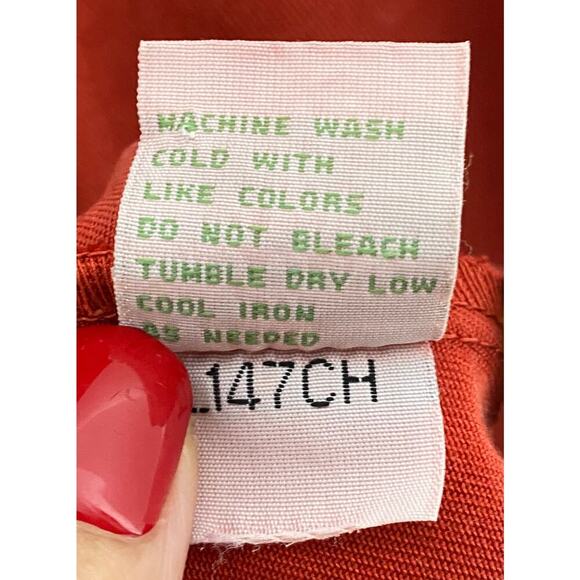 MACHINE WASH
COLD WITH
LIKE COLORS
DO NOT BLEACH
TUMBLE DRY LOW
COOL IRON
AS NEEDED
147CH